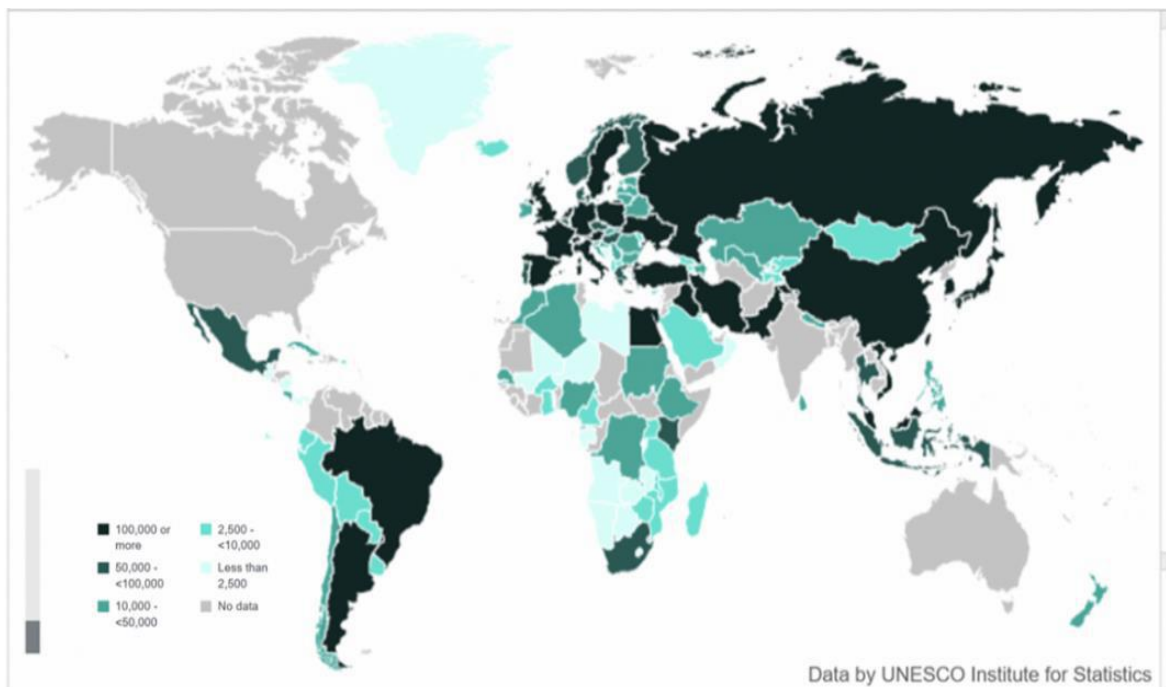 100,000 or
more
50,000 -
<100,000
10,000 -
<50,000
2,500 -
<10,000
Less than
2,500
No data
Data by UNESCO Institute for Statistics